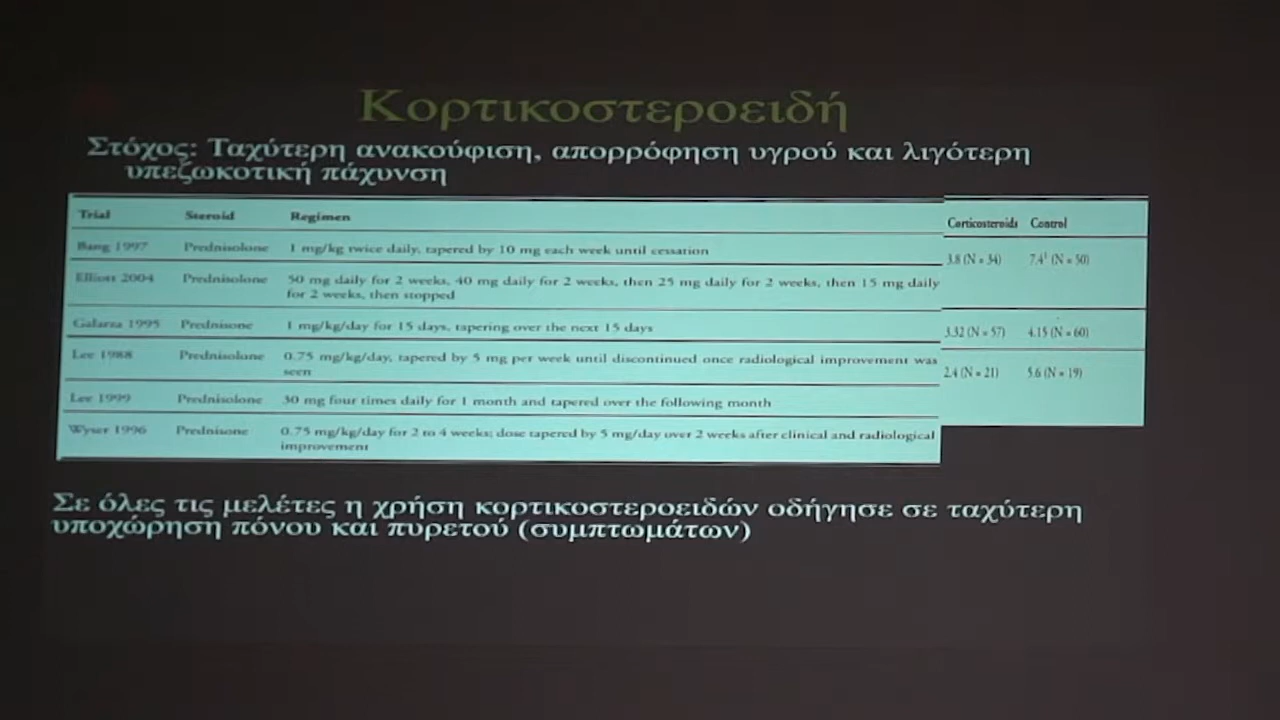 Κορτικοστεροειδή
Στόχος: Ταχύτερη ανακούφιση, απορρόφηση υγρού και λιγότερη
υπεζωκοτική πάχυνση
Trial Steroid Regimen Corticosteroids Control
Bang 1997 Prednisolone 1 mg/kg twice daily, tapered by 10 mg each week until cessation 3.8 (N = 34) 7.4¹ (N = 50)
Elliott 2004 Prednisolone 50 mg daily for 2 weeks, 40 mg daily for 2 weeks, then 25 mg daily for 2 weeks, then 15 mg daily
for 2 weeks, then stopped
Galarza 1995 Prednisone 1 mg/kg/day for 15 days, tapering over the next 15 days 3.32 (N = 57) 4.15 (N = 60)
Lee 1988 Prednisolone 0.75 mg/kg/day, tapered by 5 mg per week until discontinued once radiological improvement was 2.4 (N = 21) 5.6 (N = 19)
seen
Lee 1999 Prednisolone 30 mg four times daily for 1 month and tapered over the following month
Wyser 1996 Prednisone 0.75 mg/kg/day for 2 to 4 weeks; dose tapered by 5 mg/day over 2 weeks after clinical and radiological
improvement
Σε όλες τις μελέτες η χρήση κορτικοστεροειδών οδήγησε σε ταχύτερη
υποχώρηση πόνου και πυρετού (συμπτωμάτων)